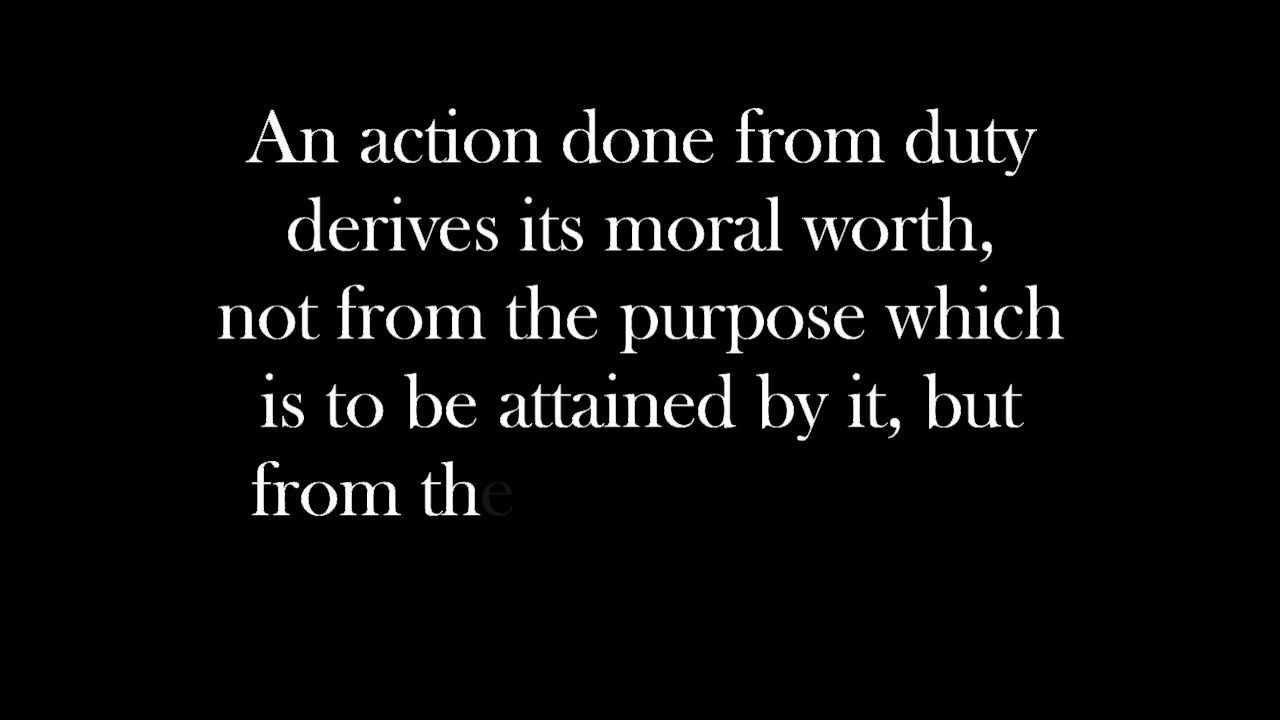 An action done from duty
derives its moral worth,
not from the purpose which
is to be attained by it, but
from the